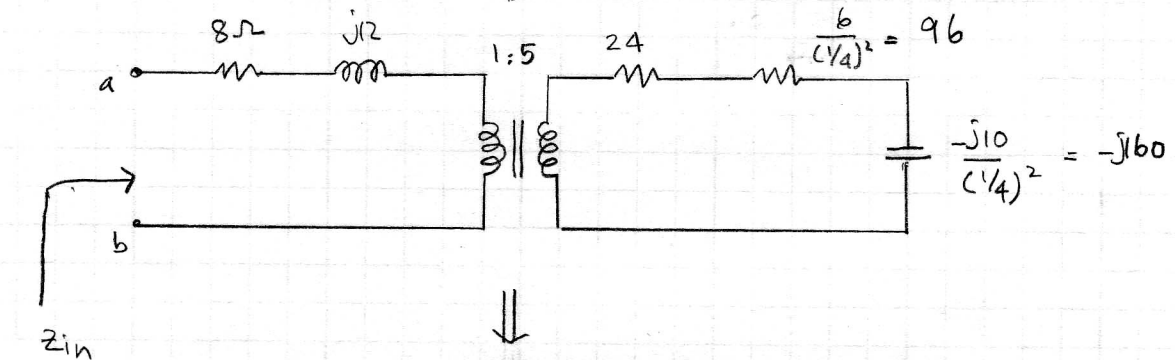 8Ω
j12
1:5
24
6/(1/4)² = 96
a
-j10/(1/4)² = -j160
b
Zin